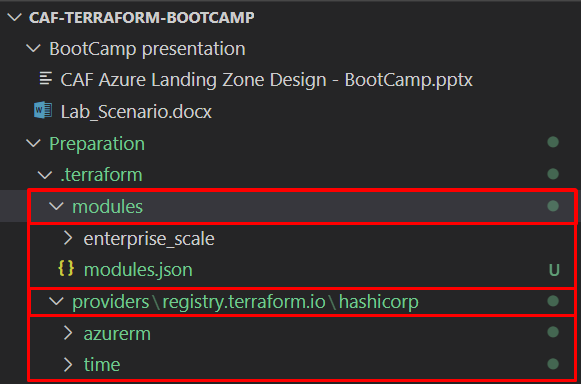 CAF-TERRAFORM-BOOTCAMP
BootCamp presentation
CAF Azure Landing Zone Design - BootCamp.pptx
Lab_Scenario.docx
Preparation
.terraform
modules
enterprise_scale
{} modules.json U
providers\registry.terraform.io\hashicorp
azurerm
time